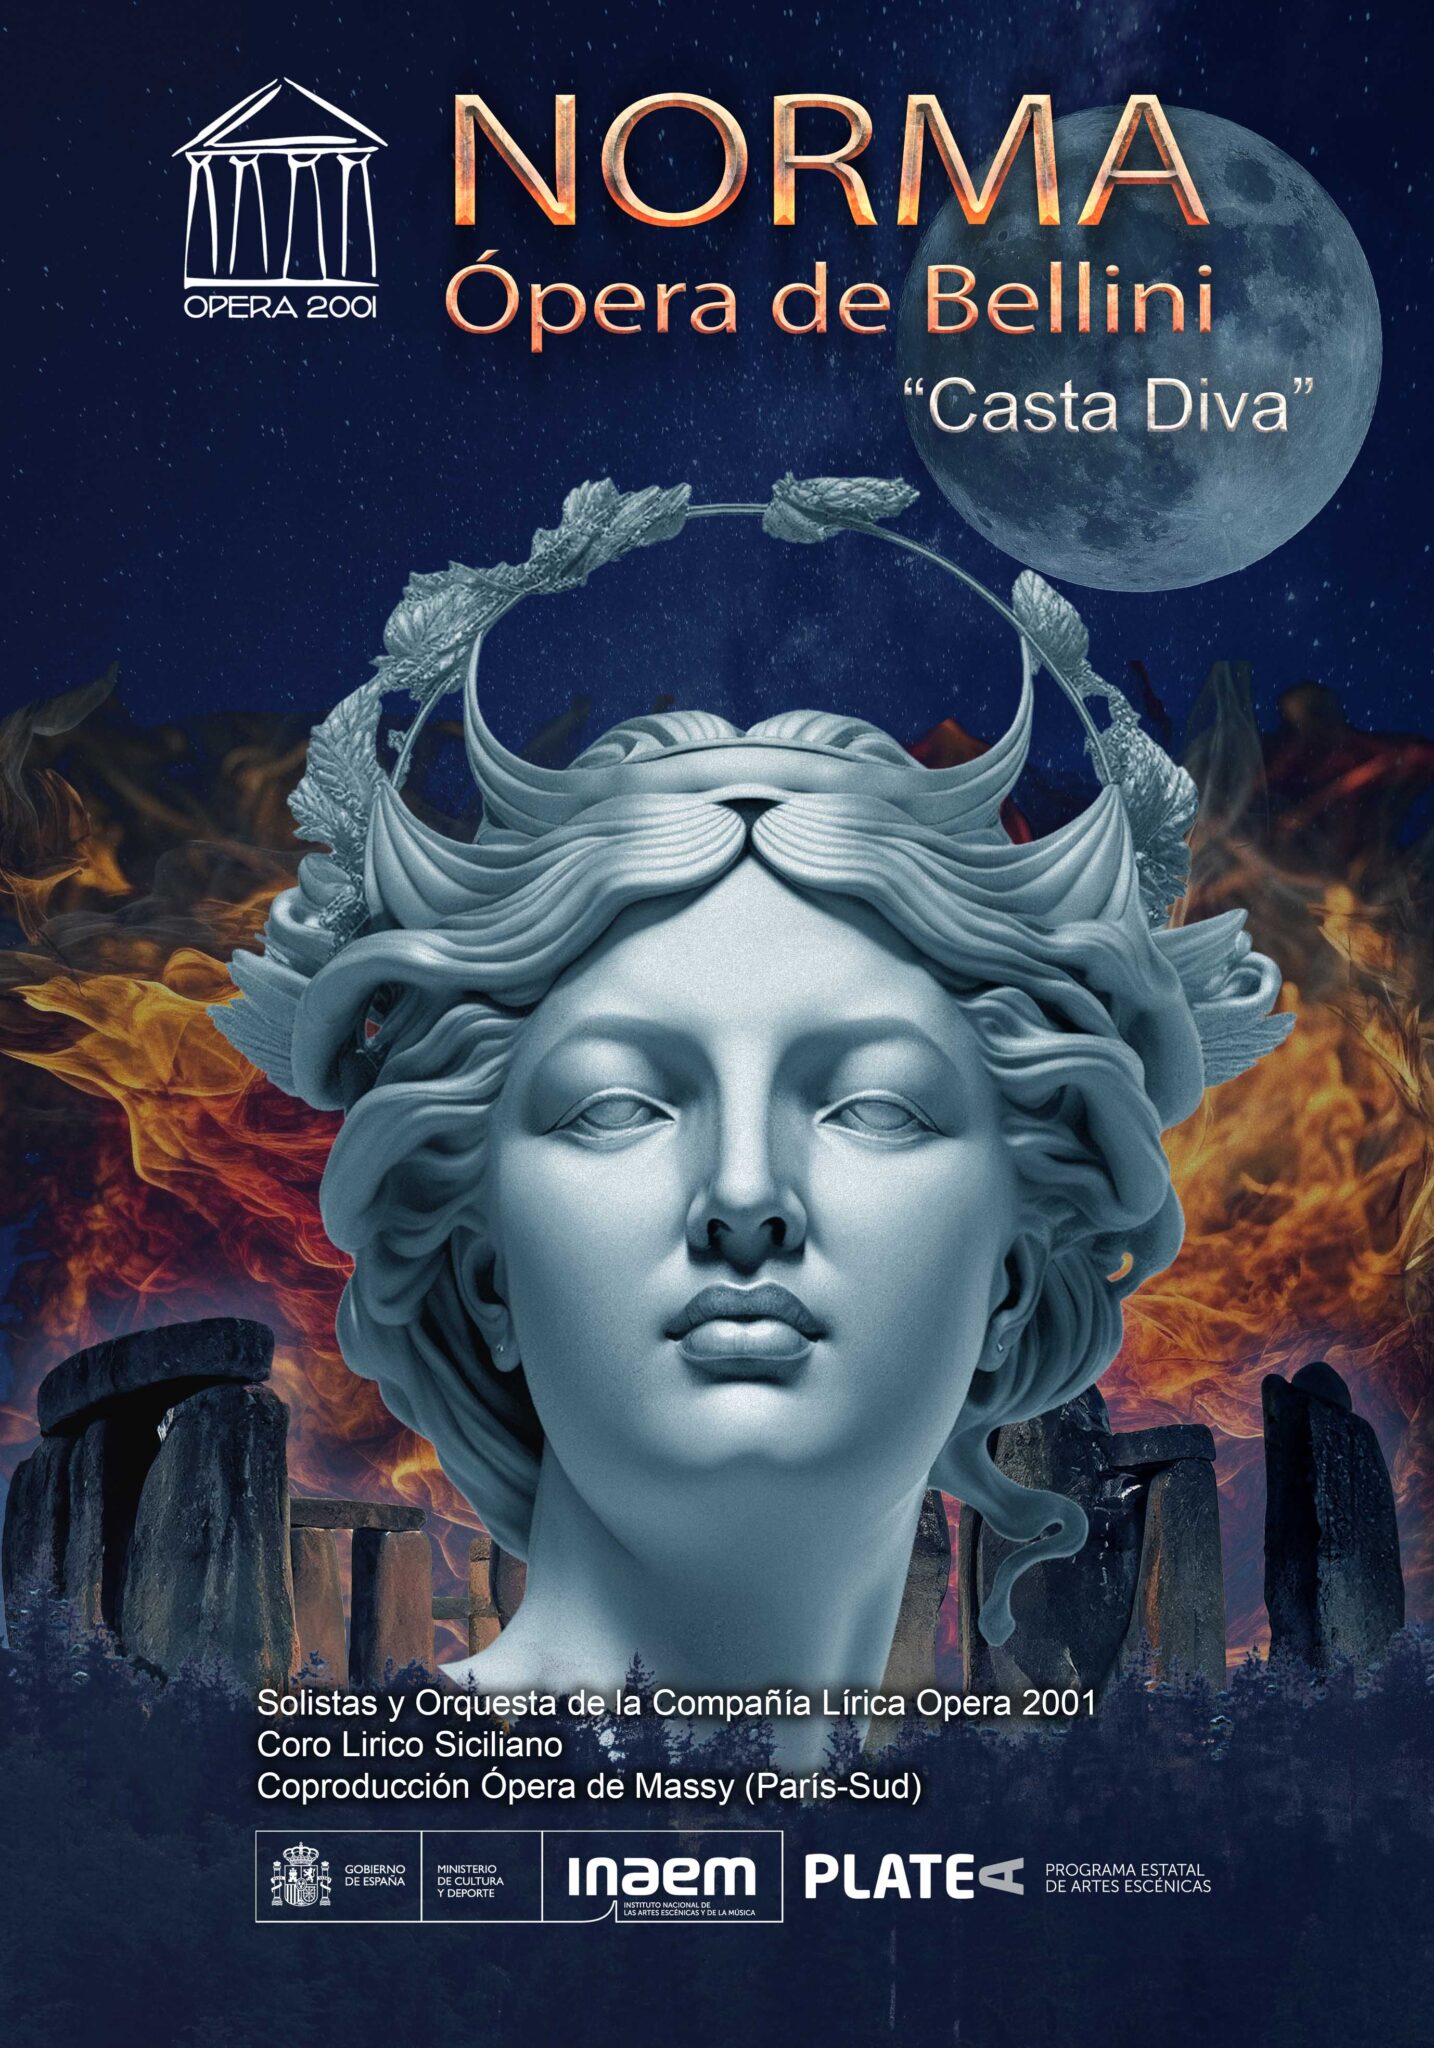 NORMA
Ópera de Bellini
“Casta Diva”
OPERA 2001
Solistas y Orquesta de la Compañía Lírica Opera 2001
Coro Lirico Siciliano
Coproducción Ópera de Massy (París-Sud)
GOBIERNO
DE ESPAÑA
MINISTERIO
DE CULTURA
Y DEPORTE
inaem
INSTITUTO NACIONAL DE
LAS ARTES ESCÉNICAS Y DE LA MÚSICA
PLATEA
PROGRAMA ESTATAL
DE ARTES ESCÉNICAS